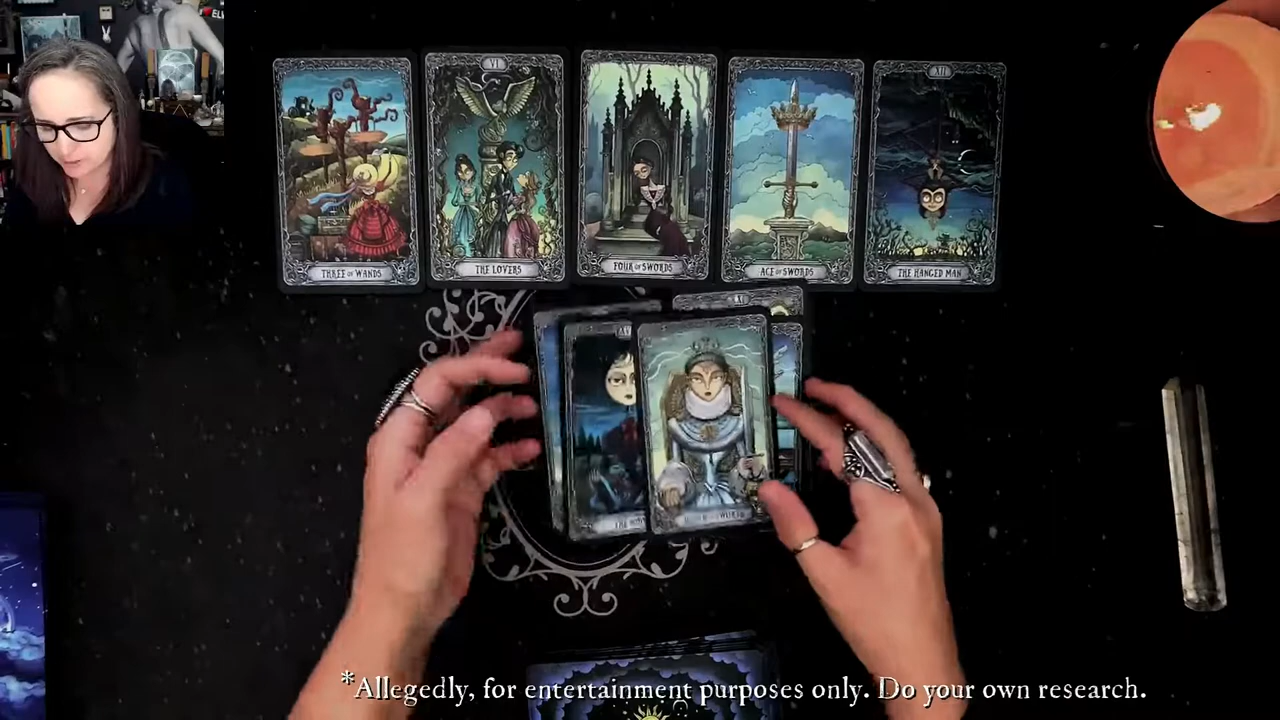 VI
XII
THREE OF WANDS
THE LOVERS
FOUR OF SWORDS
ACE OF SWORDS
THE HANGED MAN
XI
*Allegedly, for entertainment purposes only. Do your own research.